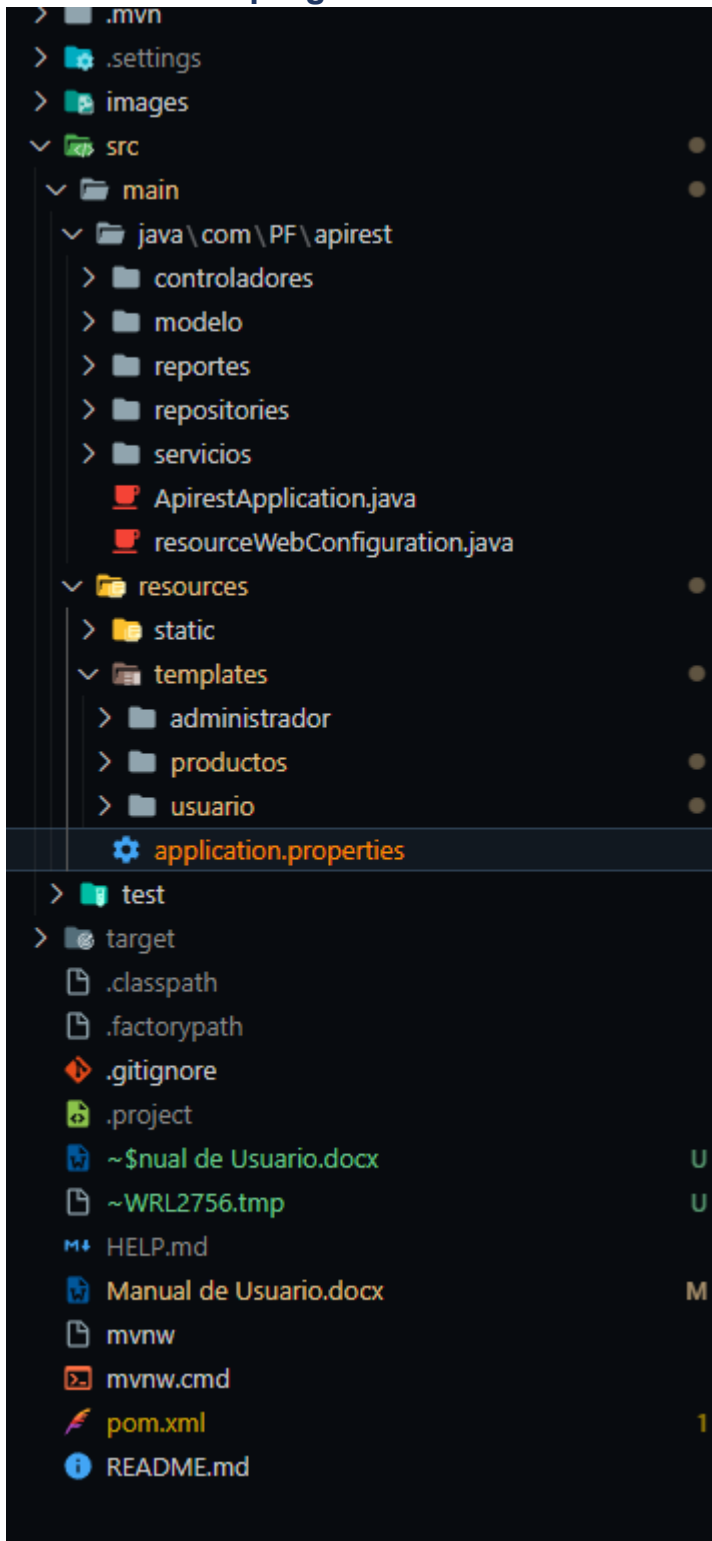 .mvn
.settings
images
src
main
java\com\PF\apirest
controladores
modelo
reportes
repositories
servicios
ApirestApplication.java
resourceWebConfiguration.java
resources
static
templates
administrador
productos
usuario
application.properties
test
target
.classpath
.factorypath
.gitignore
.project
~$nual de Usuario.docx U
~WRL2756.tmp U
HELP.md
Manual de Usuario.docx M
mvnw
mvnw.cmd
pom.xml 1
README.md